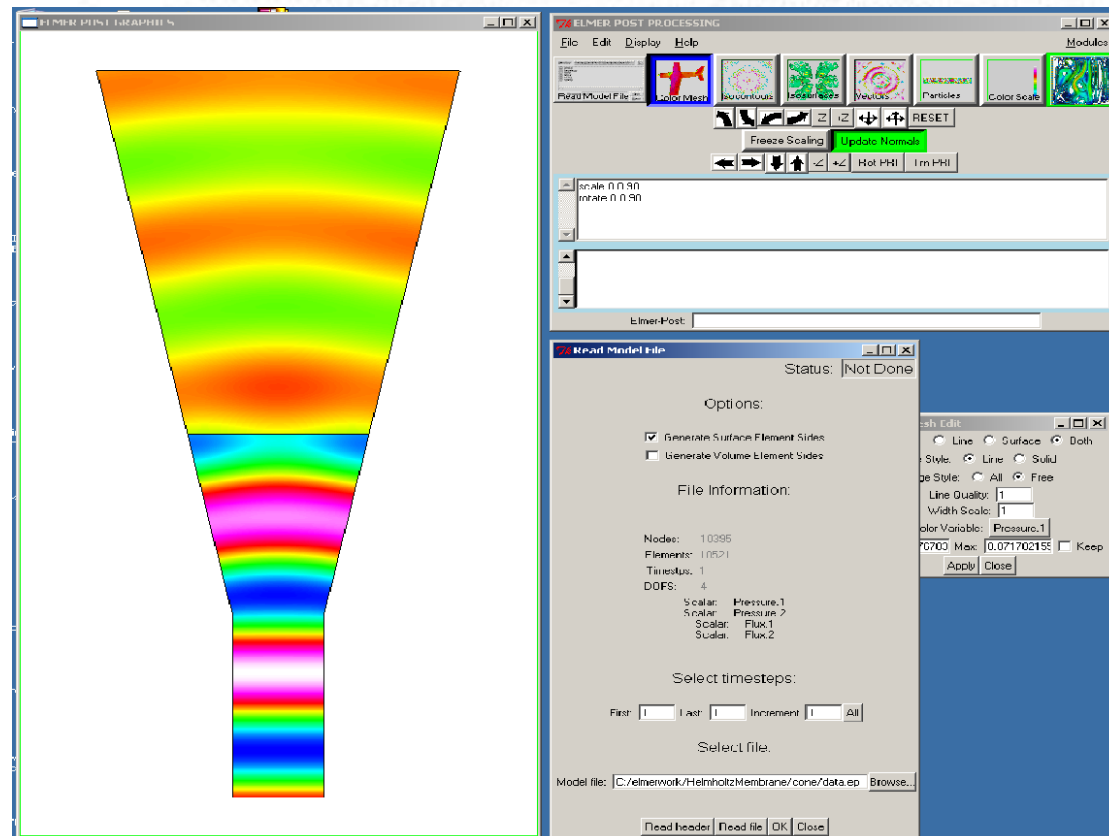 ELMER POST GRAPHICS
ELMER POST PROCESSING
File Edit Display Help Modules
Read Model File Color Mesh Isocontours Isosurfaces Vectors Particles Color Scale
RESET
Freeze Scaling Update Normals
Rot PRI Trn PRI
scale 0 0 90
rotate 0 0 90
Elmer-Post:
Read Model File
Status: Not Done
Options:
Generate Surface Element Sides
Generate Volume Element Sides
File Information:
Nodes: 10395
Elements: 10521
Timestps: 1
DOFS: 4
Scalar: Pressure.1
Scalar: Pressure.2
Scalar: Flux.1
Scalar: Flux.2
Select timesteps:
First: 1 Last: 1 Increment 1 All
Select file:
Model file: C:/elmerwork/HelmholtzMembrane/cone/data.ep Browse...
Read header Read file OK Close
esh Edit
Line Surface Both
e Style: Line Solid
ge Style: All Free
Line Quality: 1
Width Scale: 1
olor Variable: Pressure.1
76703 Max: 0.071702155 Keep
Apply Close